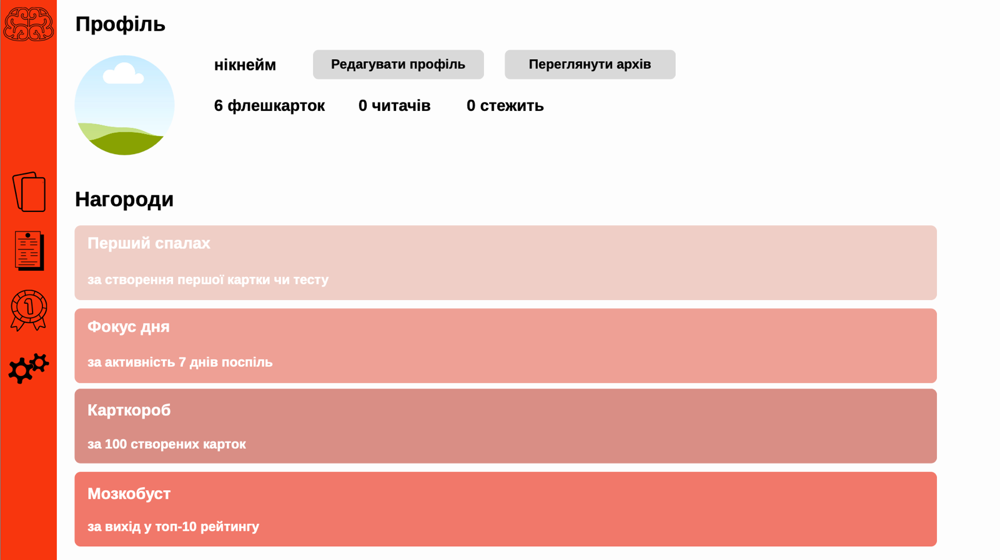 Профіль
нікнейм Редагувати профіль Переглянути архів
6 флешкарток 0 читачів 0 стежить
Нагороди
Перший спалах
за створення першої картки чи тесту
Фокус дня
за активність 7 днів поспіль
Карткороб
за 100 створених карток
Мозкобуст
за вихід у топ-10 рейтингу
1